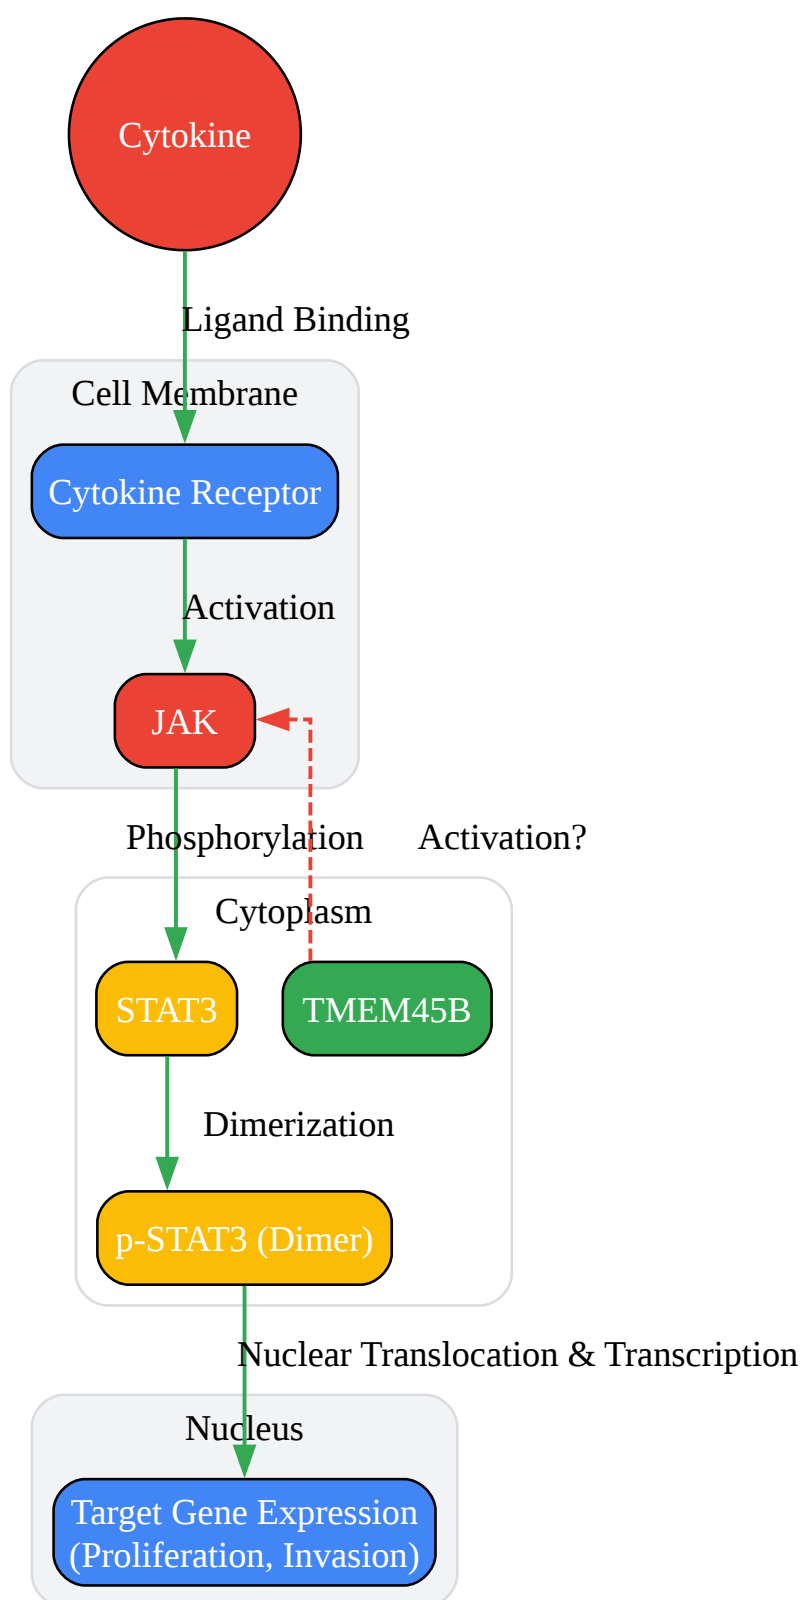 Cytokine
Ligand Binding
Cell Membrane
Cytokine Receptor
Activation
JAK
Phosphorylation
Activation?
Cytoplasm
STAT3
TMEM45B
Dimerization
p-STAT3 (Dimer)
Nuclear Translocation & Transcription
Nucleus
Target Gene Expression
(Proliferation, Invasion)